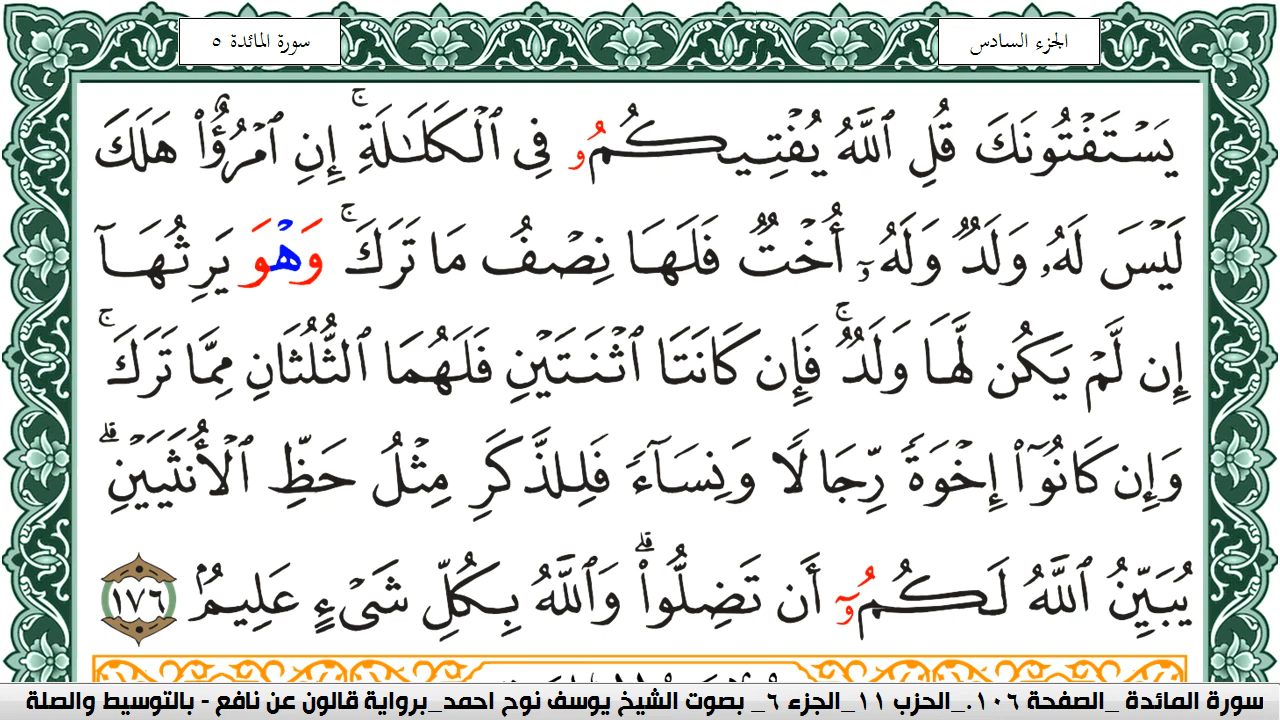 الجزء السادس
سورة المائدة ٥
يَسْتَفْتُونَكَ قُلِ ٱللَّهُ يُفْتِيكُمُۥ فِى ٱلْكَلَٰلَةِۚ إِنِ ٱمْرُؤٌاْ هَلَكَ
لَيْسَ لَهُۥ وَلَدٌ وَلَهُۥ أُخْتٌ فَلَهَا نِصْفُ مَا تَرَكَۚ وَهْوَ يَرِثُهَآ
إِن لَّمْ يَكُن لَّهَا وَلَدٌۚ فَإِن كَانَتَا ٱثْنَتَيْنِ فَلَهُمَا ٱلثُّلُثَانِ مِمَّا تَرَكَۚ
وَإِن كَانُوٓاْ إِخْوَةً رِّجَالًا وَنِسَآءً فَلِلذَّكَرِ مِثْلُ حَظِّ ٱلْأُنثَيَيْنِۗ
يُبَيِّنُ ٱللَّهُ لَكُمُۥٓ أَن تَضِلُّواْۗ وَٱللَّهُ بِكُلِّ شَىْءٍ عَلِيمٌۢ ١٧٦
سورة المائدة _الصفحة ١٠٦._الحزب ١١_الجزء ٦_ بصوت الشيخ يوسف نوح احمد_برواية قالون عن نافع - بالتوسيط والصلة